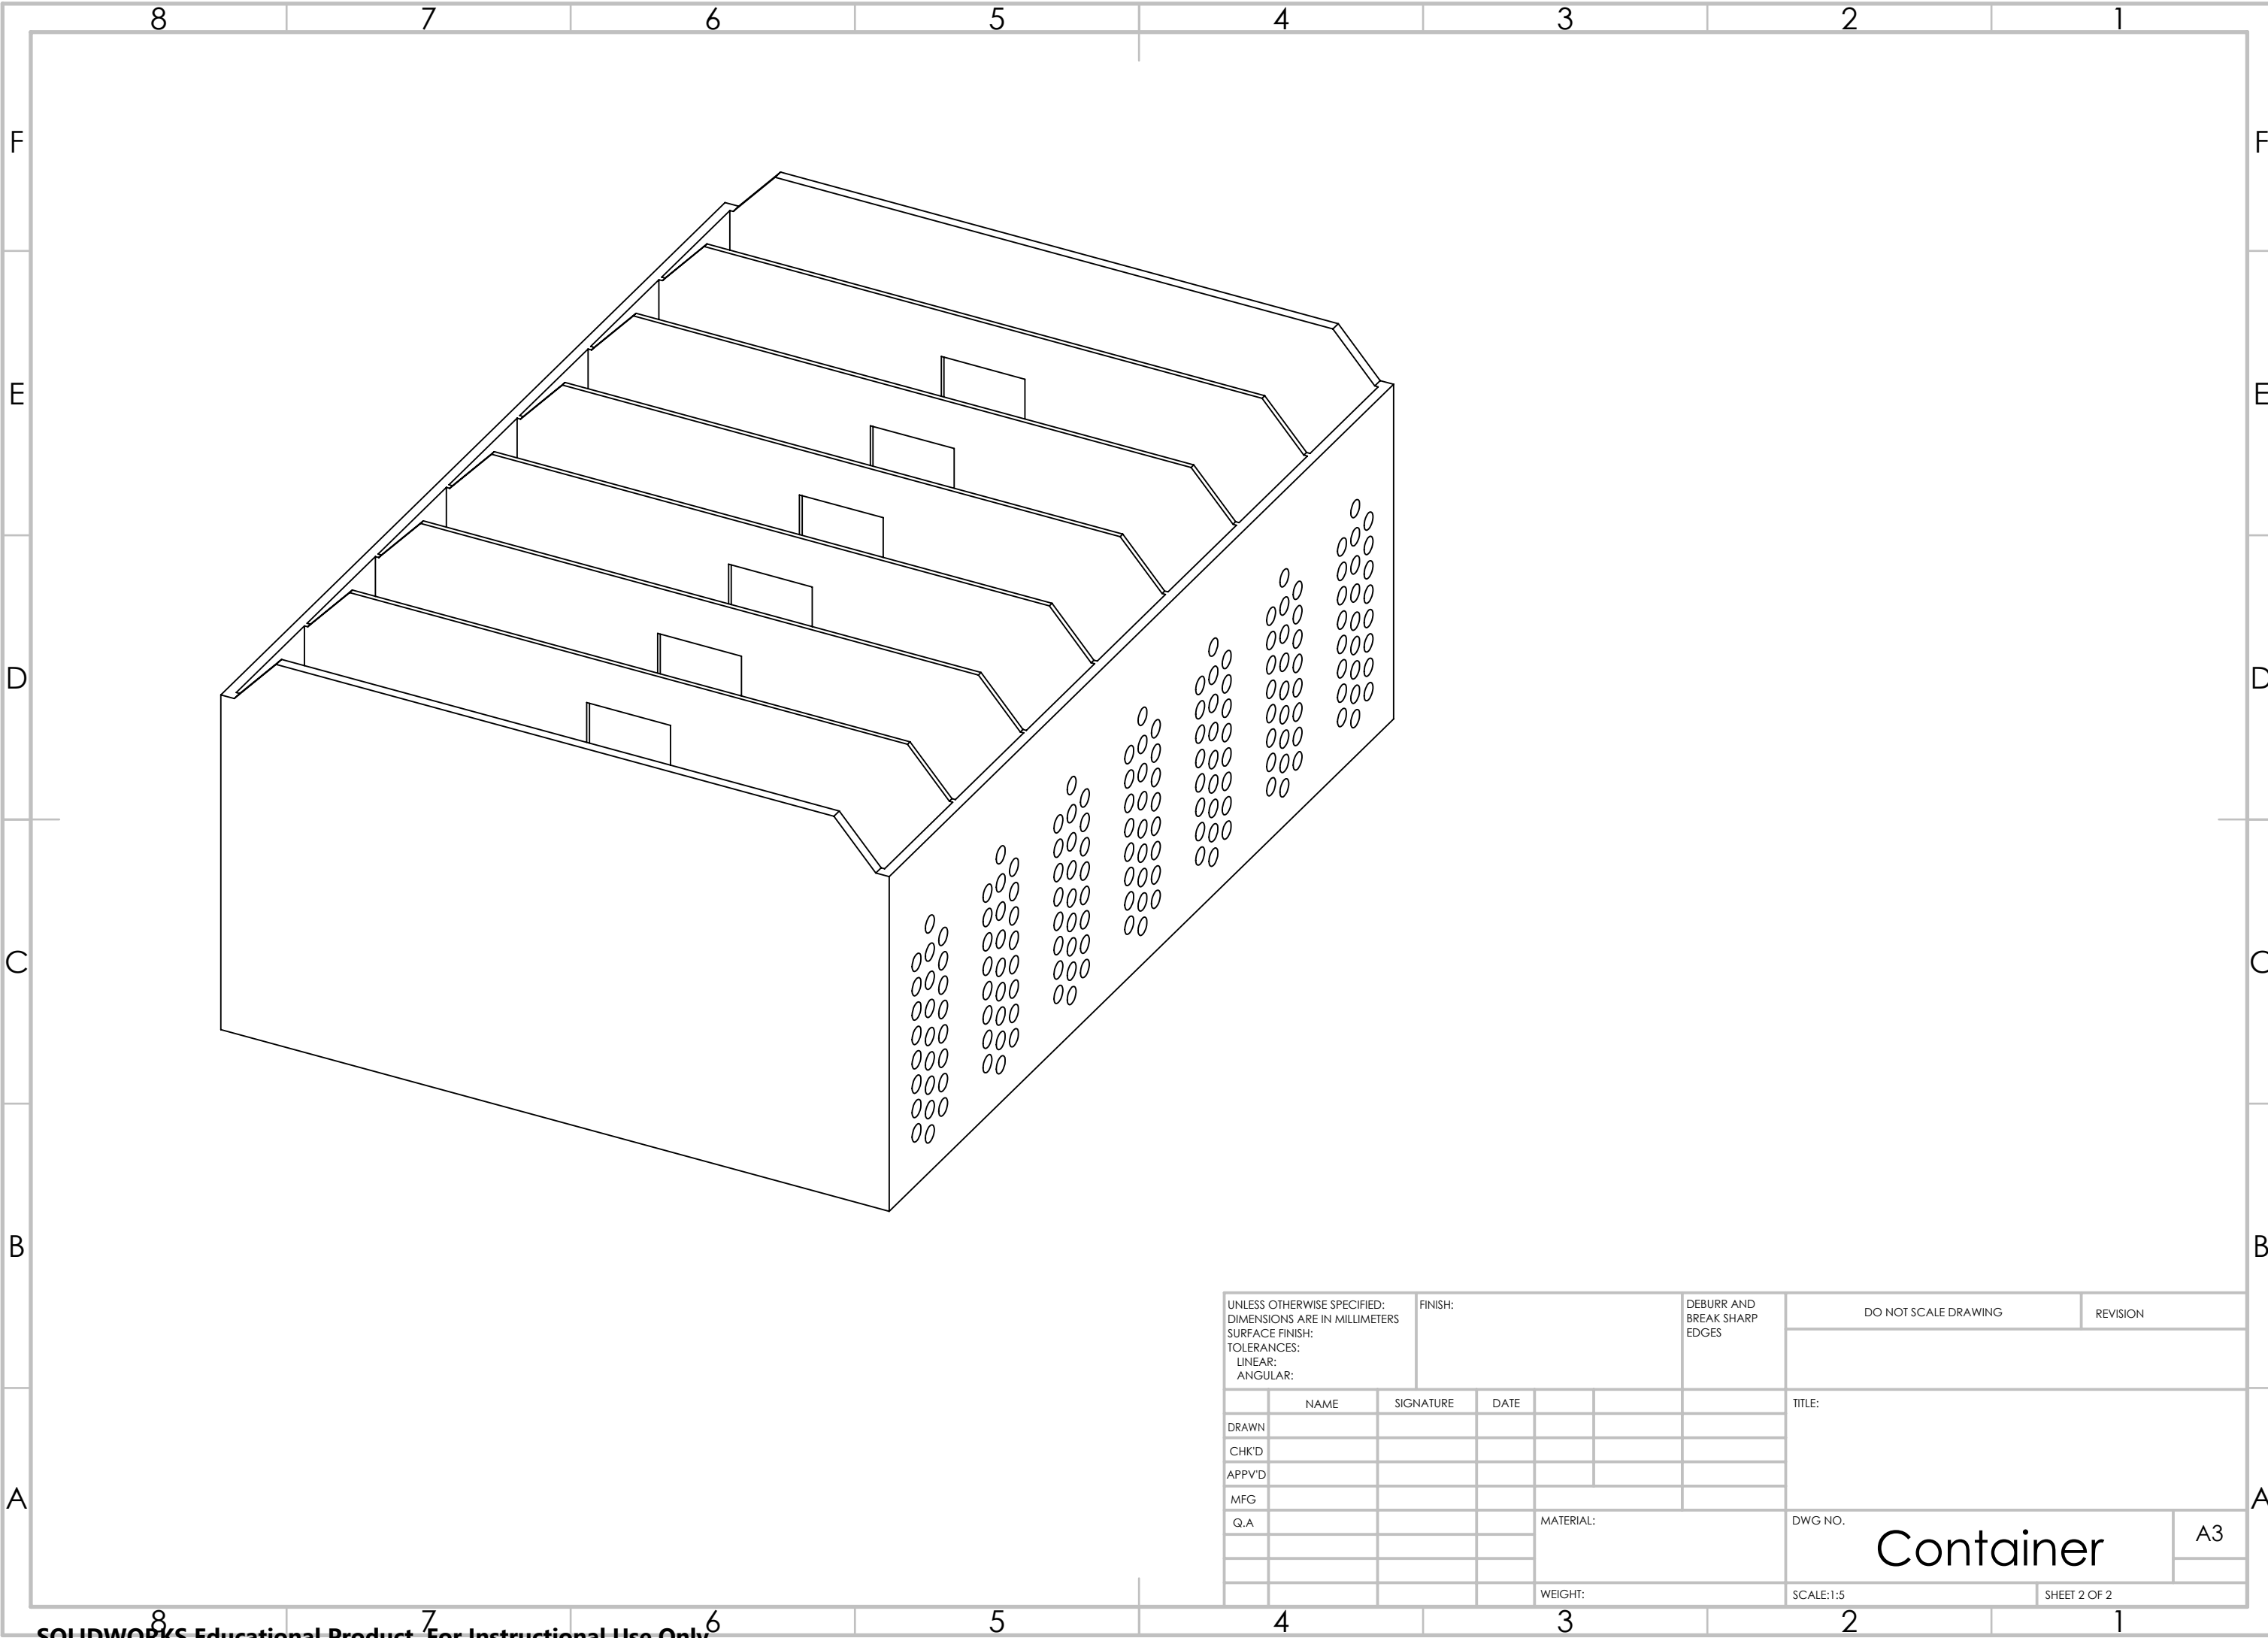 8 7 6 5 4 3 2 1
F F
E E
D D
C C
B B
A A
UNLESS OTHERWISE SPECIFIED:
DIMENSIONS ARE IN MILLIMETERS
SURFACE FINISH:
TOLERANCES:
LINEAR:
ANGULAR:
FINISH:
DEBURR AND
BREAK SHARP
EDGES
DO NOT SCALE DRAWING
REVISION
NAME SIGNATURE DATE
DRAWN
CHK'D
APPV'D
MFG
Q.A
TITLE:
MATERIAL:
DWG NO.
Container
A3
WEIGHT:
SCALE:1:5
SHEET 2 OF 2
8 7 6 5 4 3 2 1
SOLIDWORKS Educational Product. For Instructional Use Only.